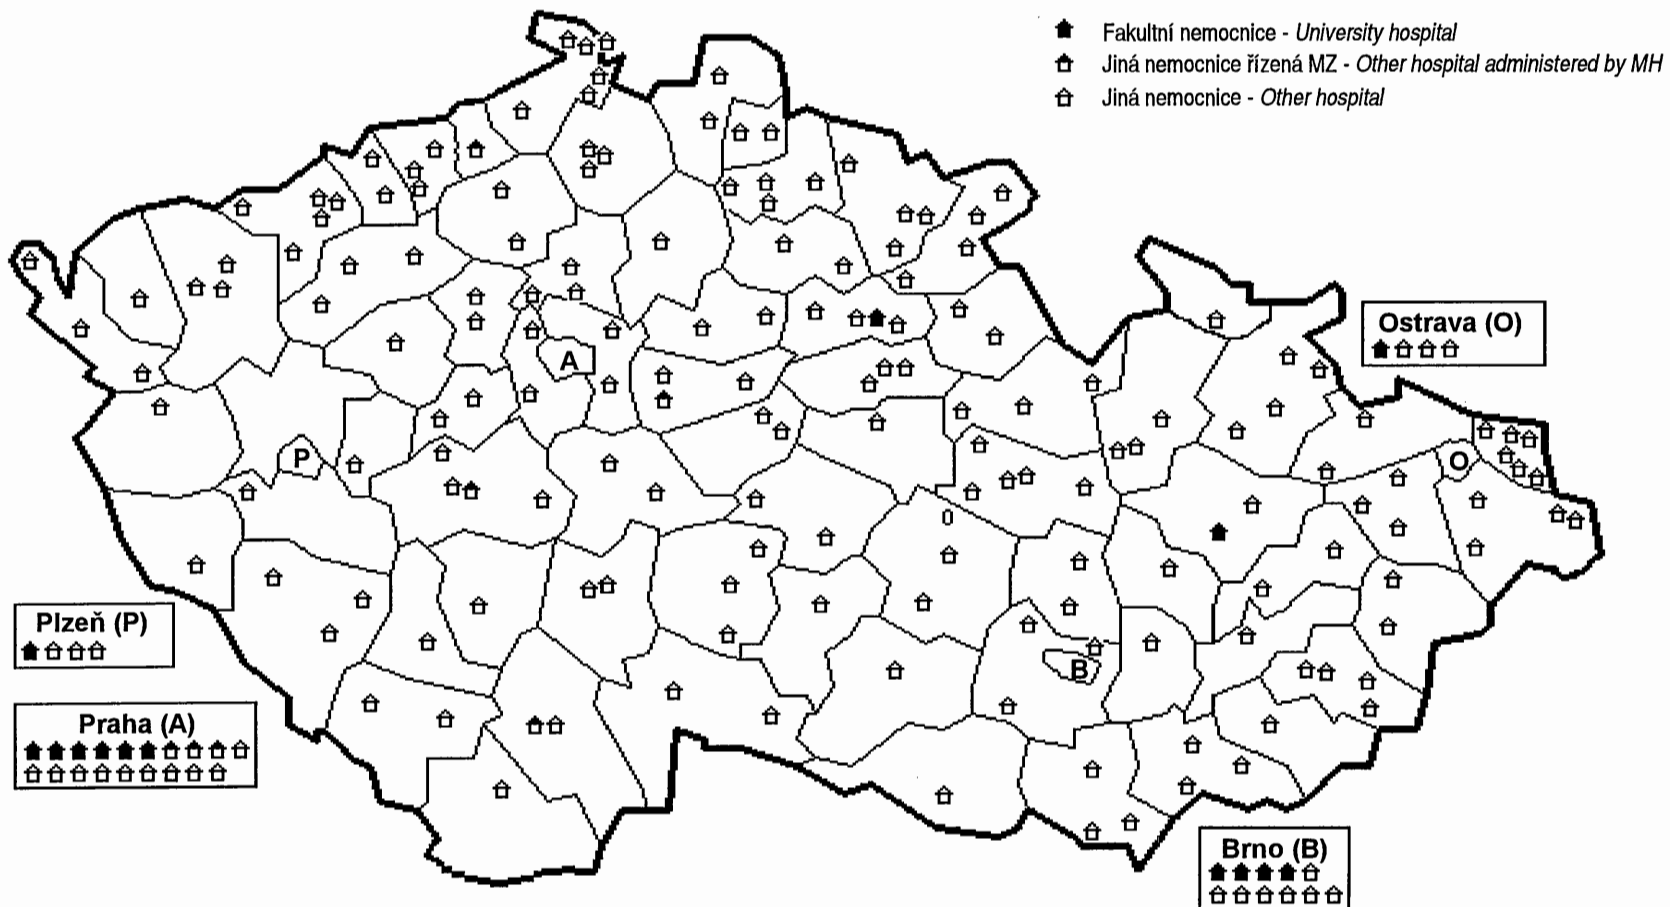 Fakultní nemocnice - University hospital
Jiná nemocnice řízená MZ - Other hospital administered by MH
Jiná nemocnice - Other hospital
Ostrava (O)
A
P
O
0
Plzeň (P)
B
Praha (A)
Brno (B)